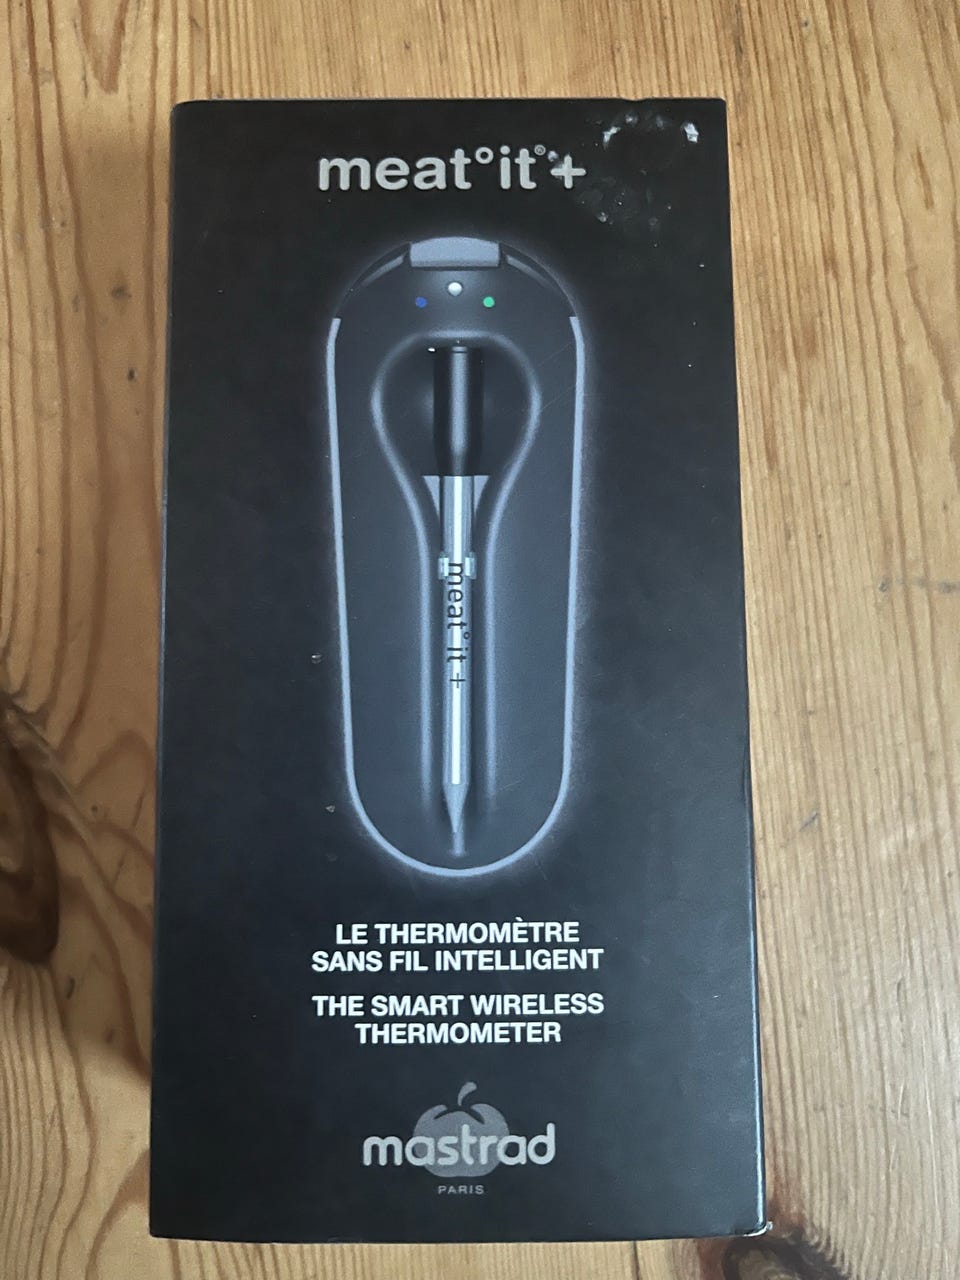 meat°it®+
meat°it+
LE THERMOMÈTRE
SANS FIL INTELLIGENT
THE SMART WIRELESS
THERMOMETER
mastrad
PARIS